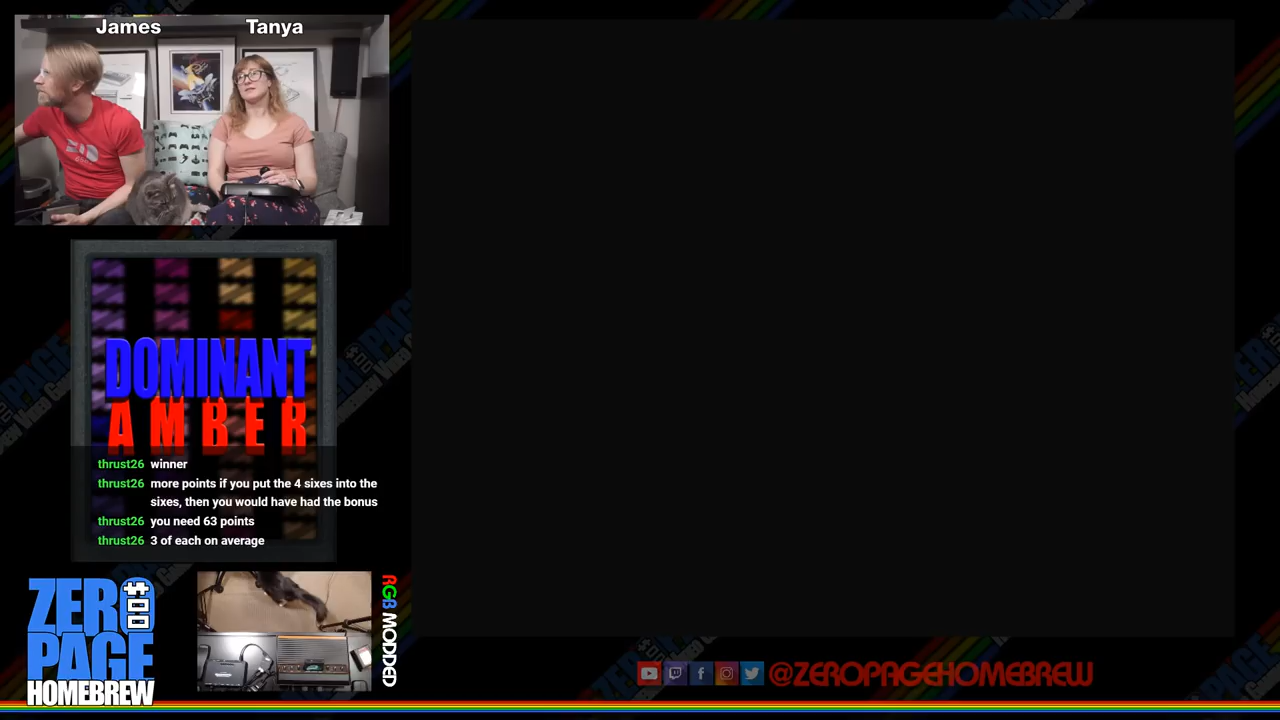 James Tanya
DOMINANT
AMBER
thrust26 winner
thrust26 more points if you put the 4 sixes into the
sixes, then you would have had the bonus
thrust26 you need 63 points
thrust26 3 of each on average
ZERO
PAGE
HOMEBREW
RGB MODDED
@ZEROPAGEHOMEBREW